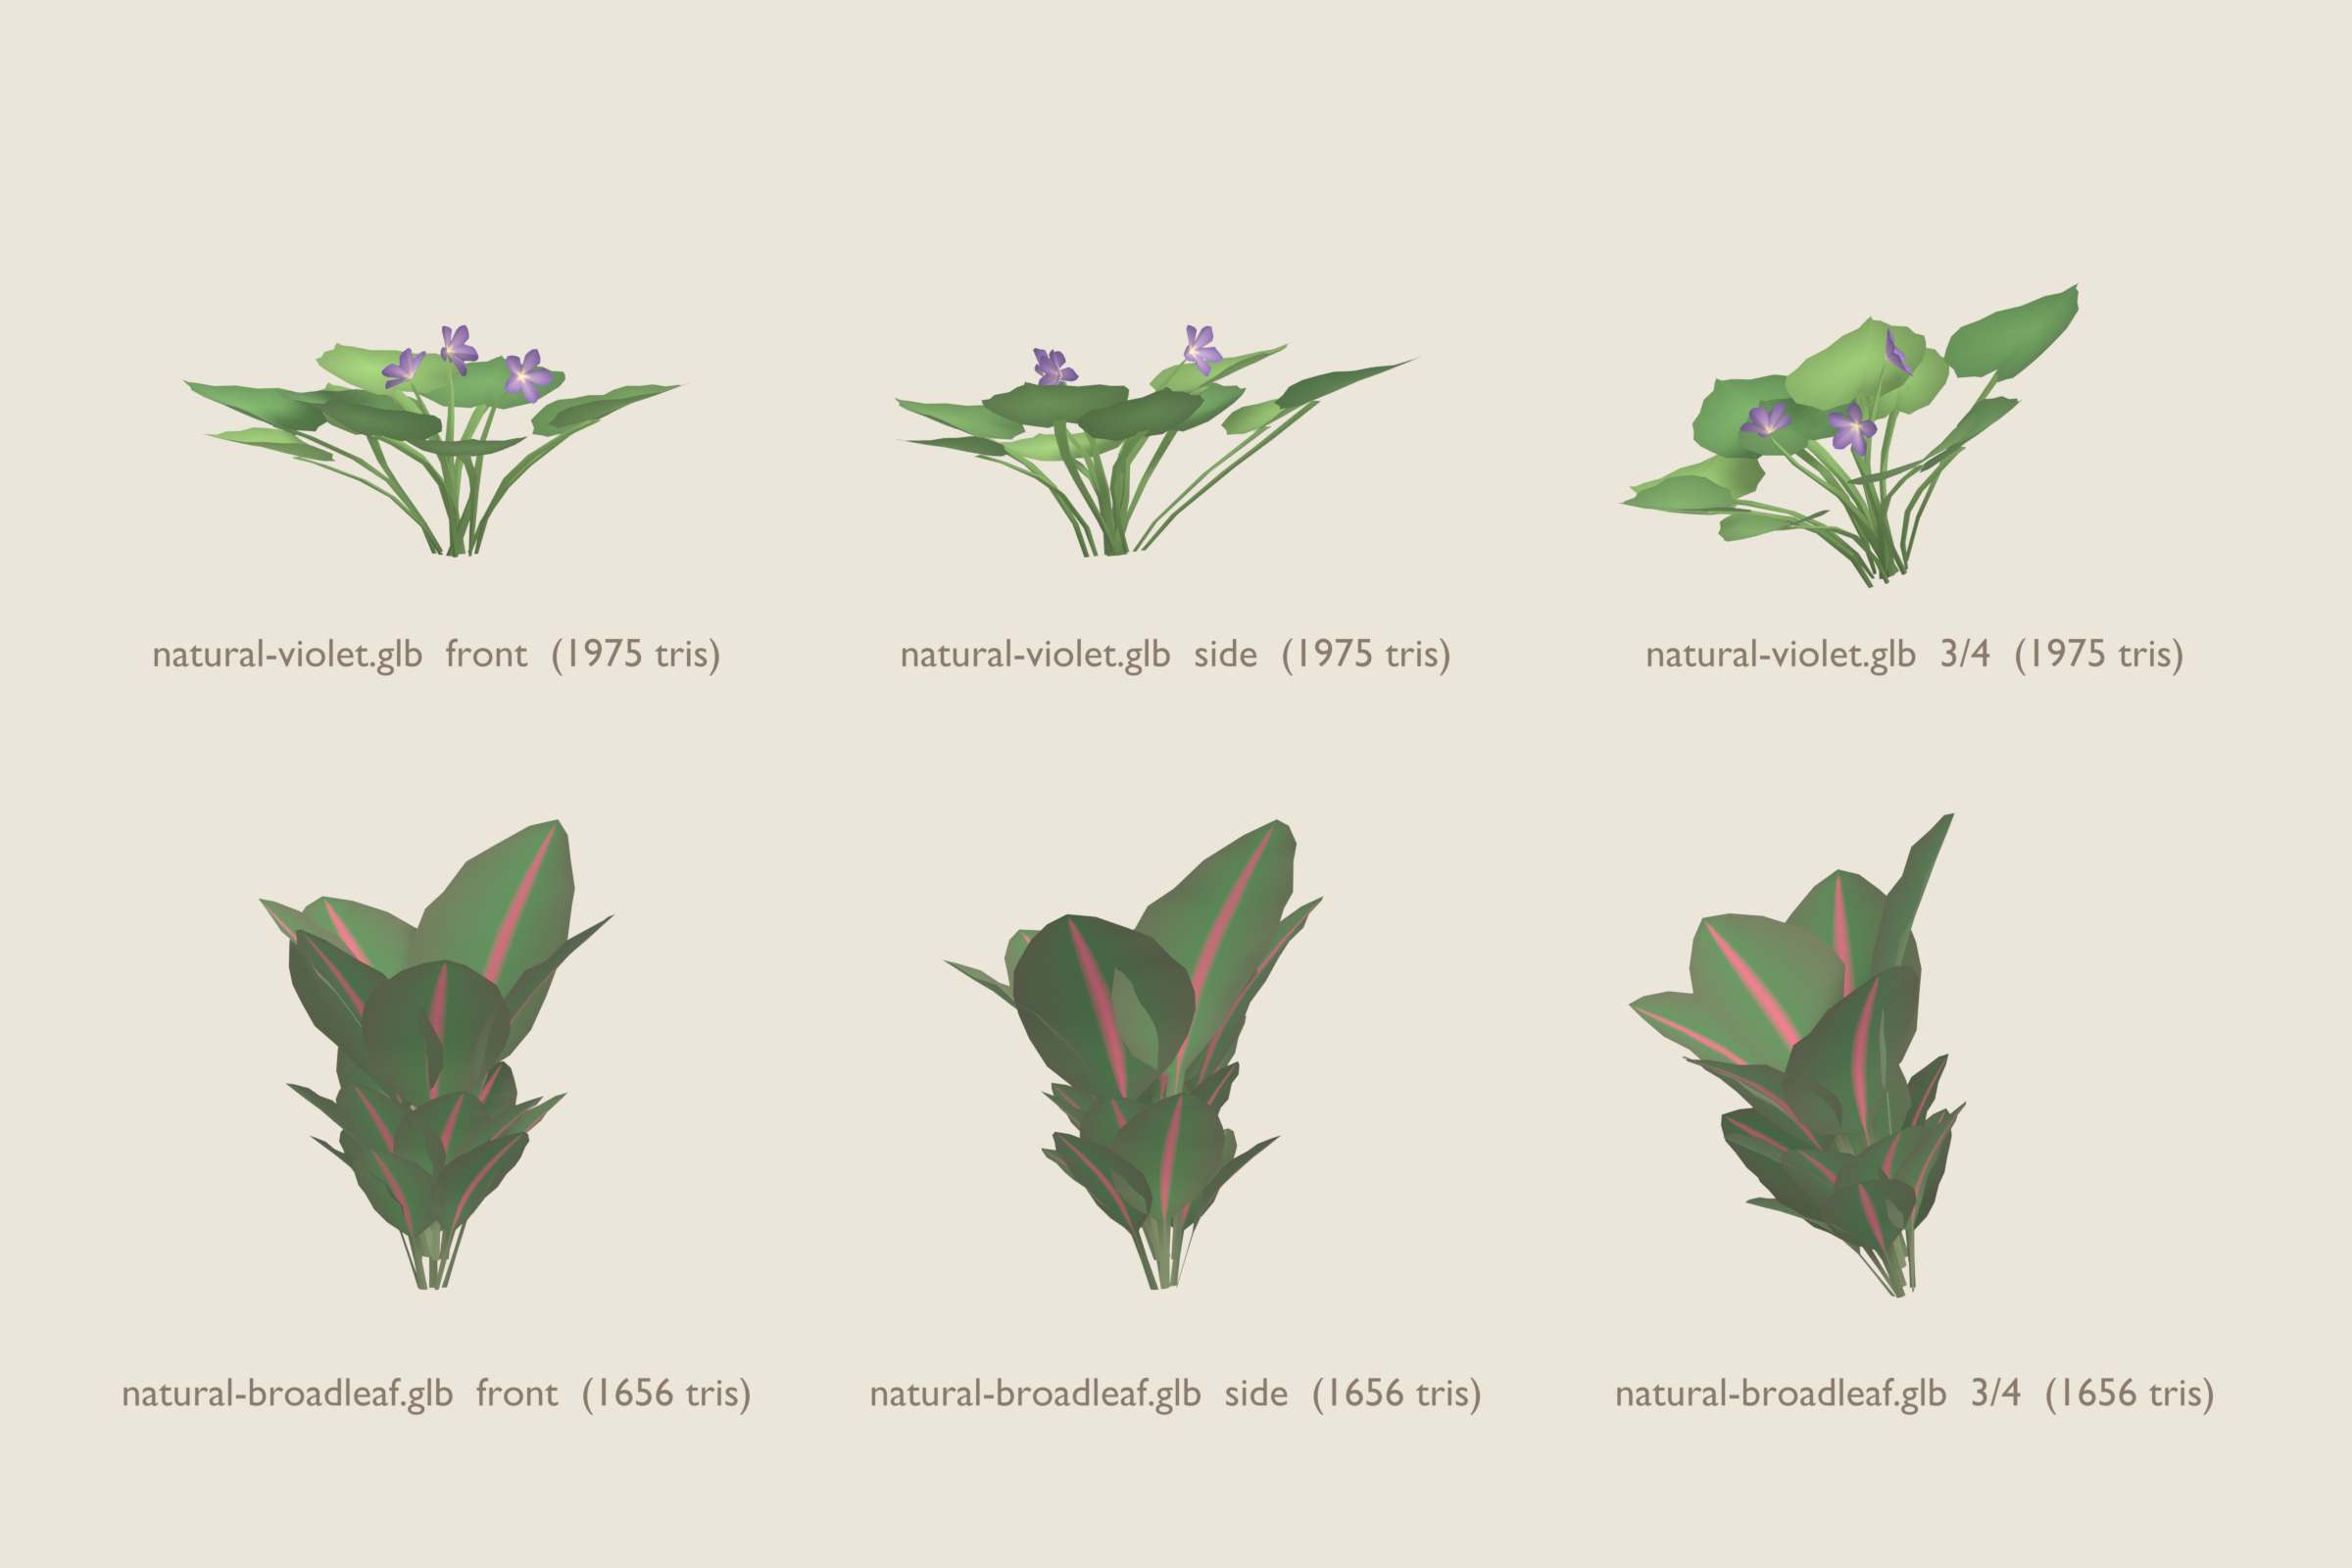 natural-violet.glb front (1975 tris)
natural-violet.glb side (1975 tris)
natural-violet.glb 3/4 (1975 tris)
natural-broadleaf.glb front (1656 tris)
natural-broadleaf.glb side (1656 tris)
natural-broadleaf.glb 3/4 (1656 tris)